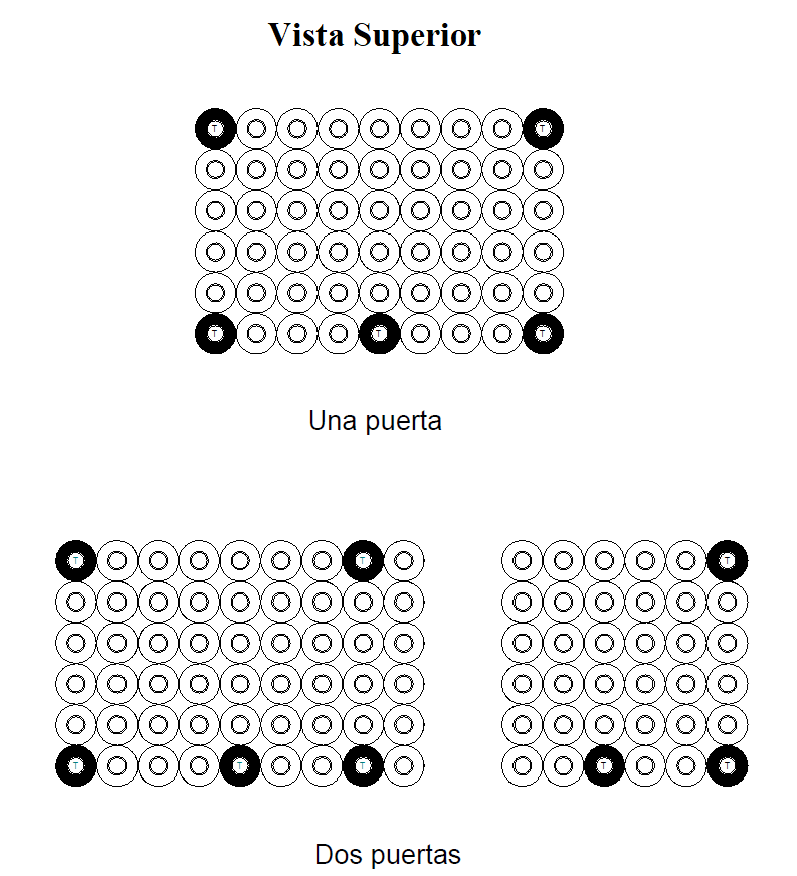 Vista Superior
T T
T T T
Una puerta
T T T
T T T T T
Dos puertas